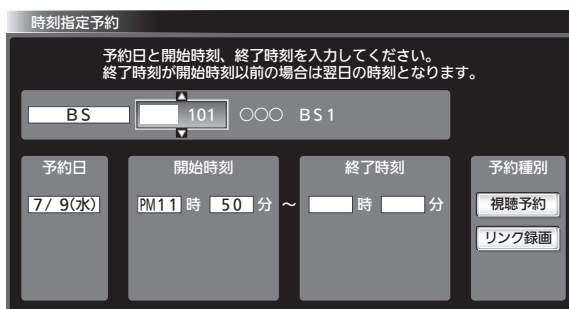 時刻指定予約
予約日と開始時刻、終了時刻を入力してください。
終了時刻が開始時刻以前の場合は翌日の時刻となります。
BS 101 ○○○ BS1
予約日 開始時刻 終了時刻 予約種別
7/ 9(水) PM11 時 50 分 ～ 時 分 視聴予約
リンク録画